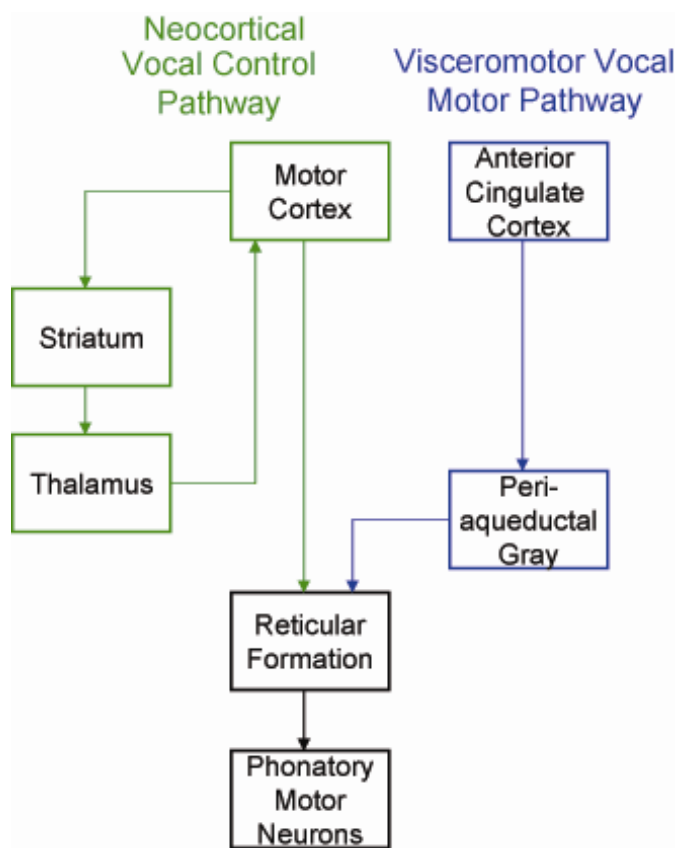 Neocortical
Vocal Control
Pathway
Visceromotor Vocal
Motor Pathway
Motor
Cortex
Anterior
Cingulate
Cortex
Striatum
Thalamus
Peri-
aqueductal
Gray
Reticular
Formation
Phonatory
Motor
Neurons